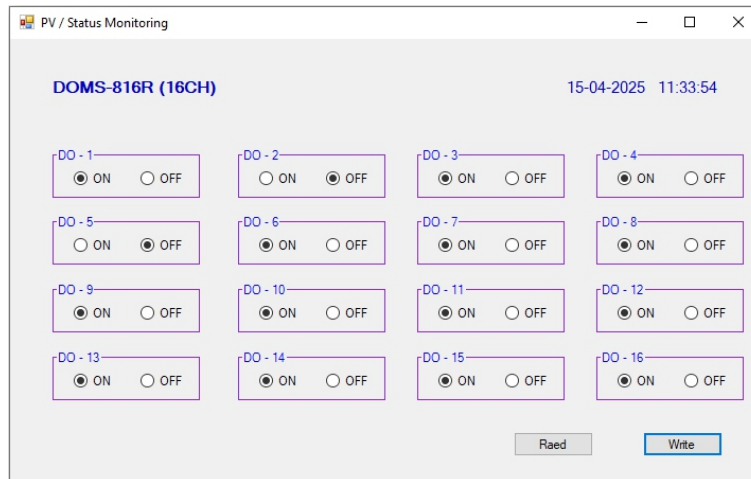 PV / Status Monitoring
DOMS-816R (16CH) 15-04-2025 11:33:54
DO - 1 DO - 2 DO - 3 DO - 4
ON OFF ON OFF ON OFF ON OFF
DO - 5 DO - 6 DO - 7 DO - 8
ON OFF ON OFF ON OFF ON OFF
DO - 9 DO - 10 DO - 11 DO - 12
ON OFF ON OFF ON OFF ON OFF
DO - 13 DO - 14 DO - 15 DO - 16
ON OFF ON OFF ON OFF ON OFF
Raed Write